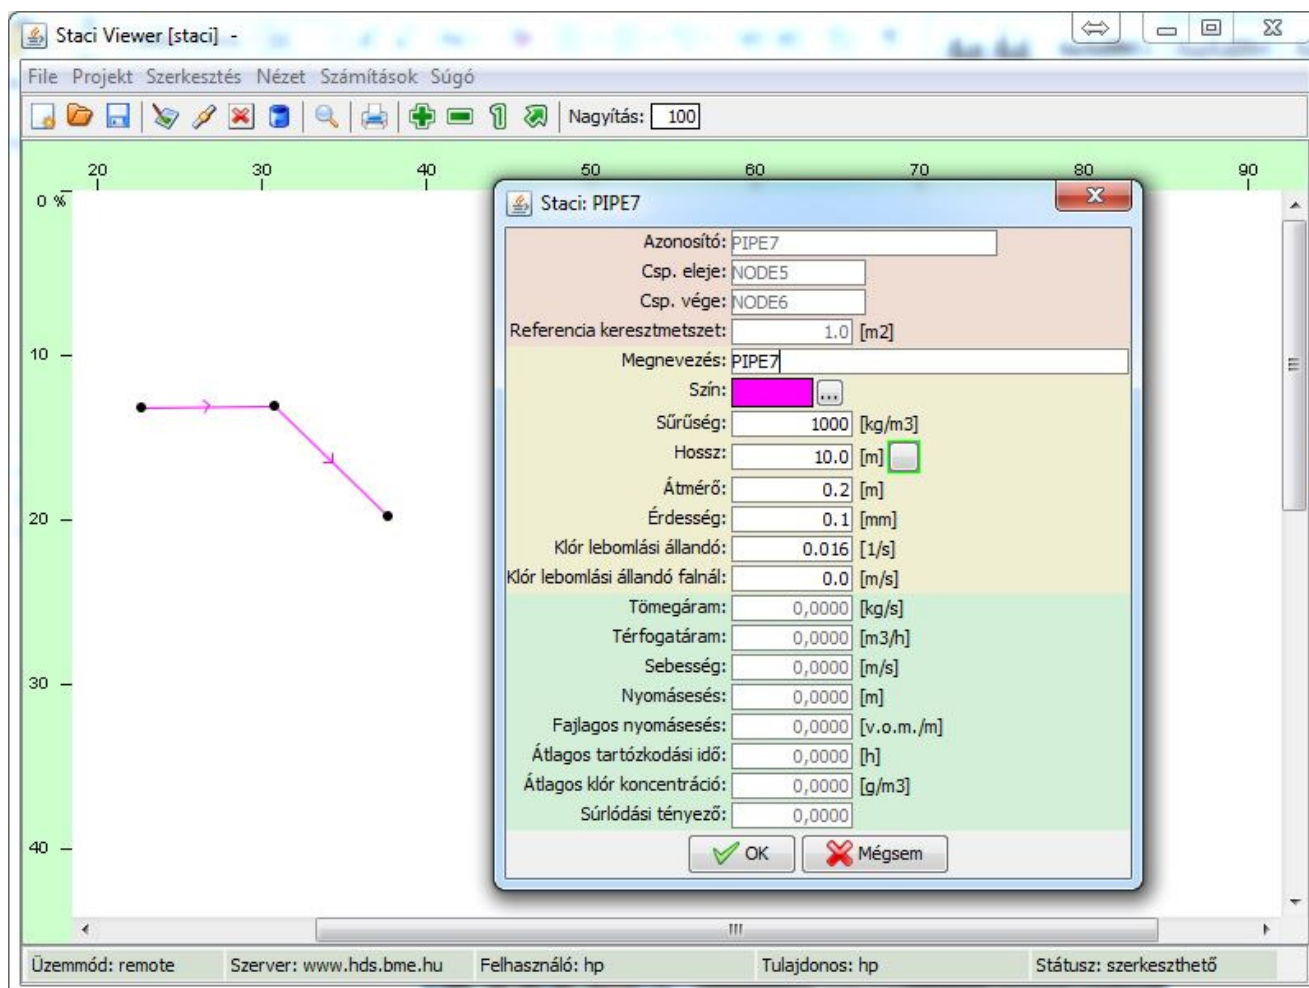 Staci Viewer [staci] -
File Projekt Szerkesztés Nézet Számítások Súgó
Nagyítás: 100
20 30 40 50 60 70 80 90
0 %
10
20
30
40
Staci: PIPE7
Azonosító: PIPE7
Csp. eleje: NODE5
Csp. vége: NODE6
Referencia keresztmetszet: 1.0 [m2]
Megnevezés: PIPE7
Szín: ...
Sűrűség: 1000 [kg/m3]
Hossz: 10.0 [m]
Átmérő: 0.2 [m]
Érdesség: 0.1 [mm]
Klór lebomlási állandó: 0.016 [1/s]
Klór lebomlási állandó falnál: 0.0 [m/s]
Tömegáram: 0,0000 [kg/s]
Térfogatáram: 0,0000 [m3/h]
Sebesség: 0,0000 [m/s]
Nyomásesés: 0,0000 [m]
Fajlagos nyomásesés: 0,0000 [v.o.m./m]
Átlagos tartózkodási idő: 0,0000 [h]
Átlagos klór koncentráció: 0,0000 [g/m3]
Súrlódási tényező: 0,0000
OK Mégsem
Üzemmód: remote Szerver: www.hds.bme.hu Felhasználó: hp Tulajdonos: hp Státusz: szerkeszthető